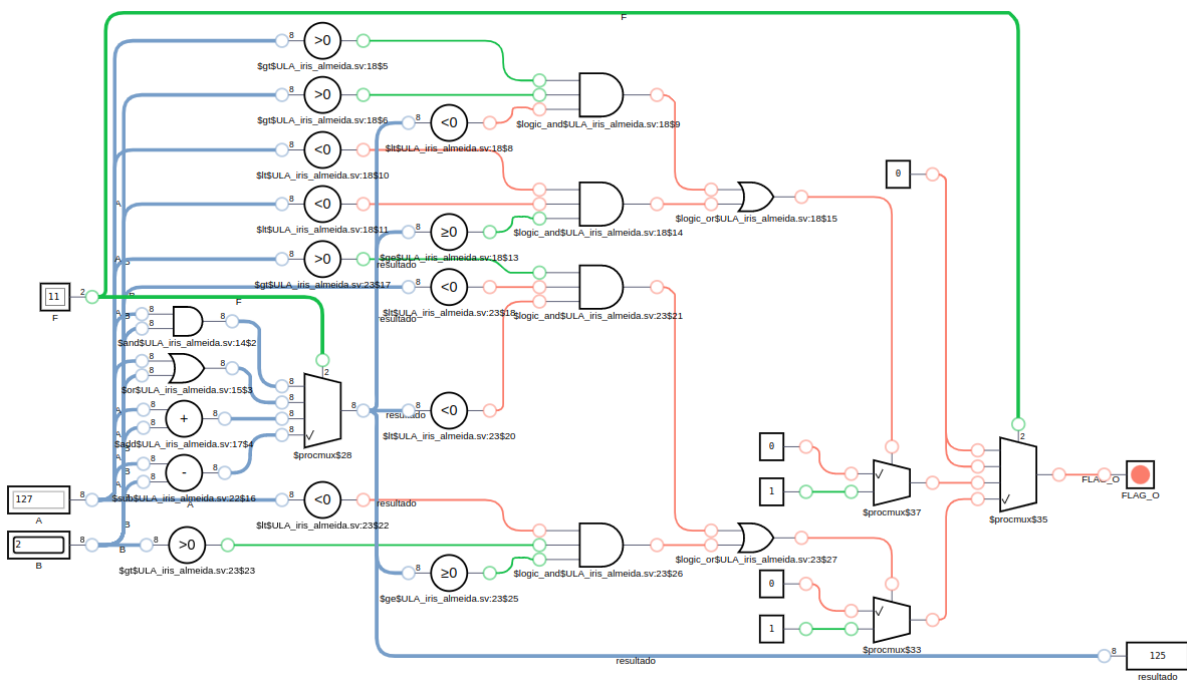 F
8
>0
$gt$ULA_iris_almeida.sv:18$5
8
>0
$gt$ULA_iris_almeida.sv:18$6
8
<0
$lt$ULA_iris_almeida.sv:18$8
$logic_and$ULA_iris_almeida.sv:18$9
8
<0
$lt$ULA_iris_almeida.sv:18$10
0
A
8
<0
$lt$ULA_iris_almeida.sv:18$11
8
≥0
$ge$ULA_iris_almeida.sv:18$13
$logic_and$ULA_iris_almeida.sv:18$14
$logic_or$ULA_iris_almeida.sv:18$15
A
B
8
>0
resultado
$gt$ULA_iris_almeida.sv:23$17
11
2
F
B
F
8
<0
$lt$ULA_iris_almeida.sv:23$18
resultado
$logic_and$ULA_iris_almeida.sv:23$21
A
B
8
8
8
$and$ULA_iris_almeida.sv:14$2
8
8
8
$or$ULA_iris_almeida.sv:15$3
2
8
8
8
8
8
$procmux$28
A
8
8
+
8
$add$ULA_iris_almeida.sv:17$4
resultado
8
<0
$lt$ULA_iris_almeida.sv:23$20
A
B
8
8
-
8
$sub$ULA_iris_almeida.sv:22$16
0
1
$procmux$37
2
$procmux$35
FLAG_O
FLAG_O
127
8
A
A
8
<0
$lt$ULA_iris_almeida.sv:23$22
resultado
B
2
8
B
B
8
>0
$gt$ULA_iris_almeida.sv:23$23
8
≥0
$ge$ULA_iris_almeida.sv:23$25
$logic_and$ULA_iris_almeida.sv:23$26
$logic_or$ULA_iris_almeida.sv:23$27
0
1
$procmux$33
resultado
8
125
resultado